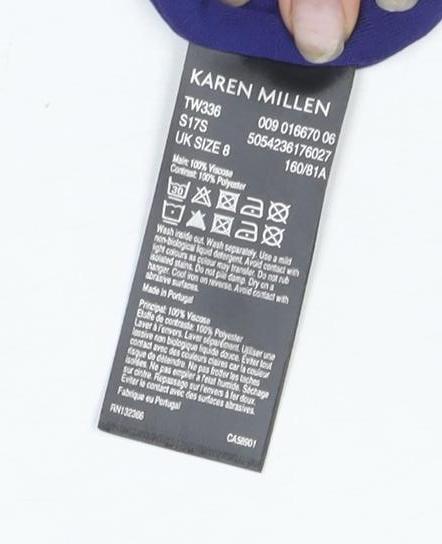 KAREN MILLEN
TW336 009 016670 06
S17S 5054236176027
UK SIZE 8 160/81A
Main: 100% Viscose
Contrast: 100% Polyester
30
Wash inside out. Wash separately. Use a mild
non-biological liquid detergent. Avoid contact with
light colours as colour may transfer. Do not rub
isolated stains. Do not pile damp. Dry on a
hanger. Cool iron on reverse. Avoid contact with
abrasive surfaces.
Made in Portugal
Principal: 100% Viscose
Etoffe de contraste: 100% Polyester
Laver à l'envers. Laver séparément. Utiliser une
lessive non biologique liquide douce. Eviter tout
contact avec des couleurs claires car la couleur
risque de déteindre. Ne pas frotter les taches
isolées. Ne pas empiler à l'état humide. Séchage
sur cintre. Repassage sur l'envers à fer doux.
Eviter le contact avec des surfaces abrasives.
Fabrique eu Portugal
RN132366 CA58901